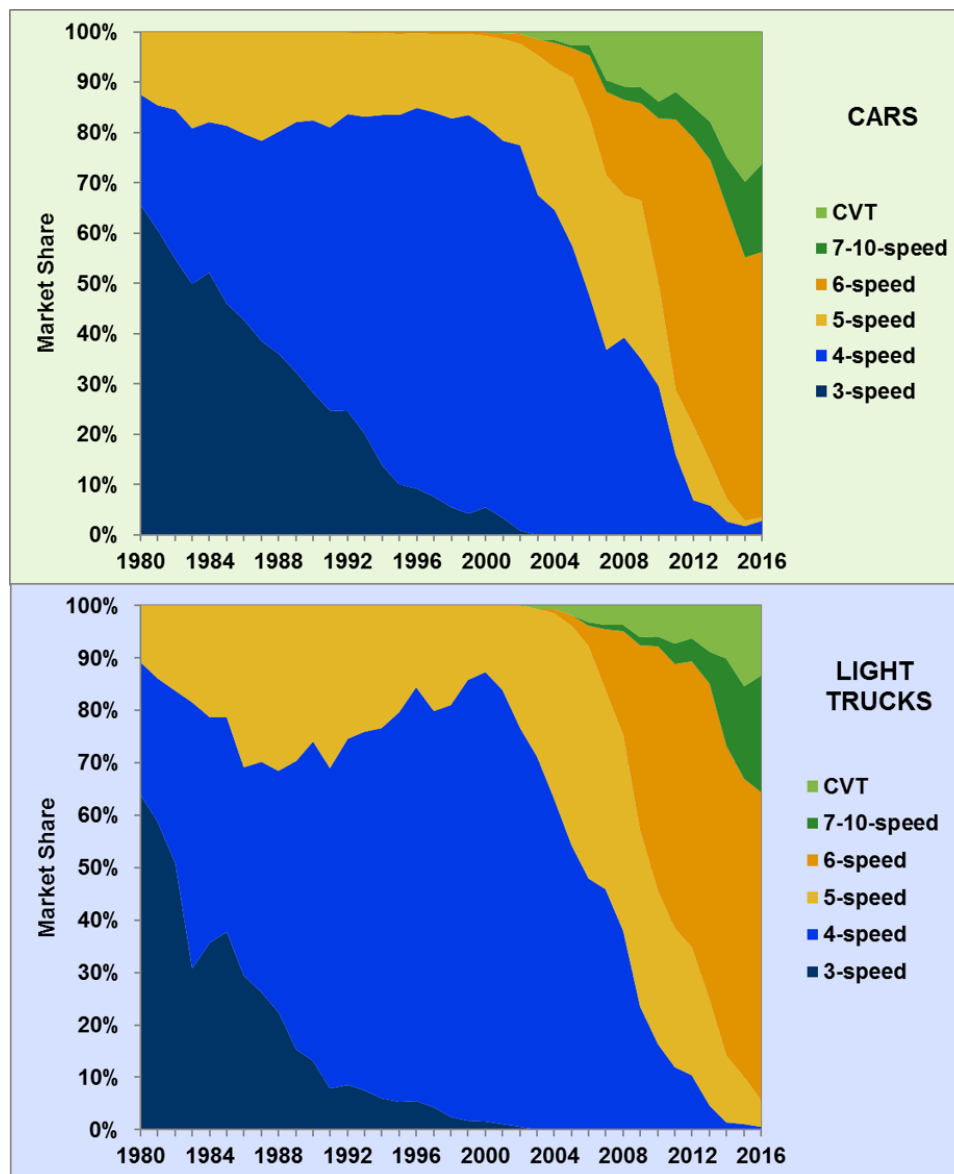 100%
90%
80%
70%
60%
50%
40%
30%
20%
10%
0%
Market Share
1980 1984 1988 1992 1996 2000 2004 2008 2012 2016
CARS
CVT
7-10-speed
6-speed
5-speed
4-speed
3-speed
100%
90%
80%
70%
60%
50%
40%
30%
20%
10%
0%
Market Share
1980 1984 1988 1992 1996 2000 2004 2008 2012 2016
LIGHT
TRUCKS
CVT
7-10-speed
6-speed
5-speed
4-speed
3-speed